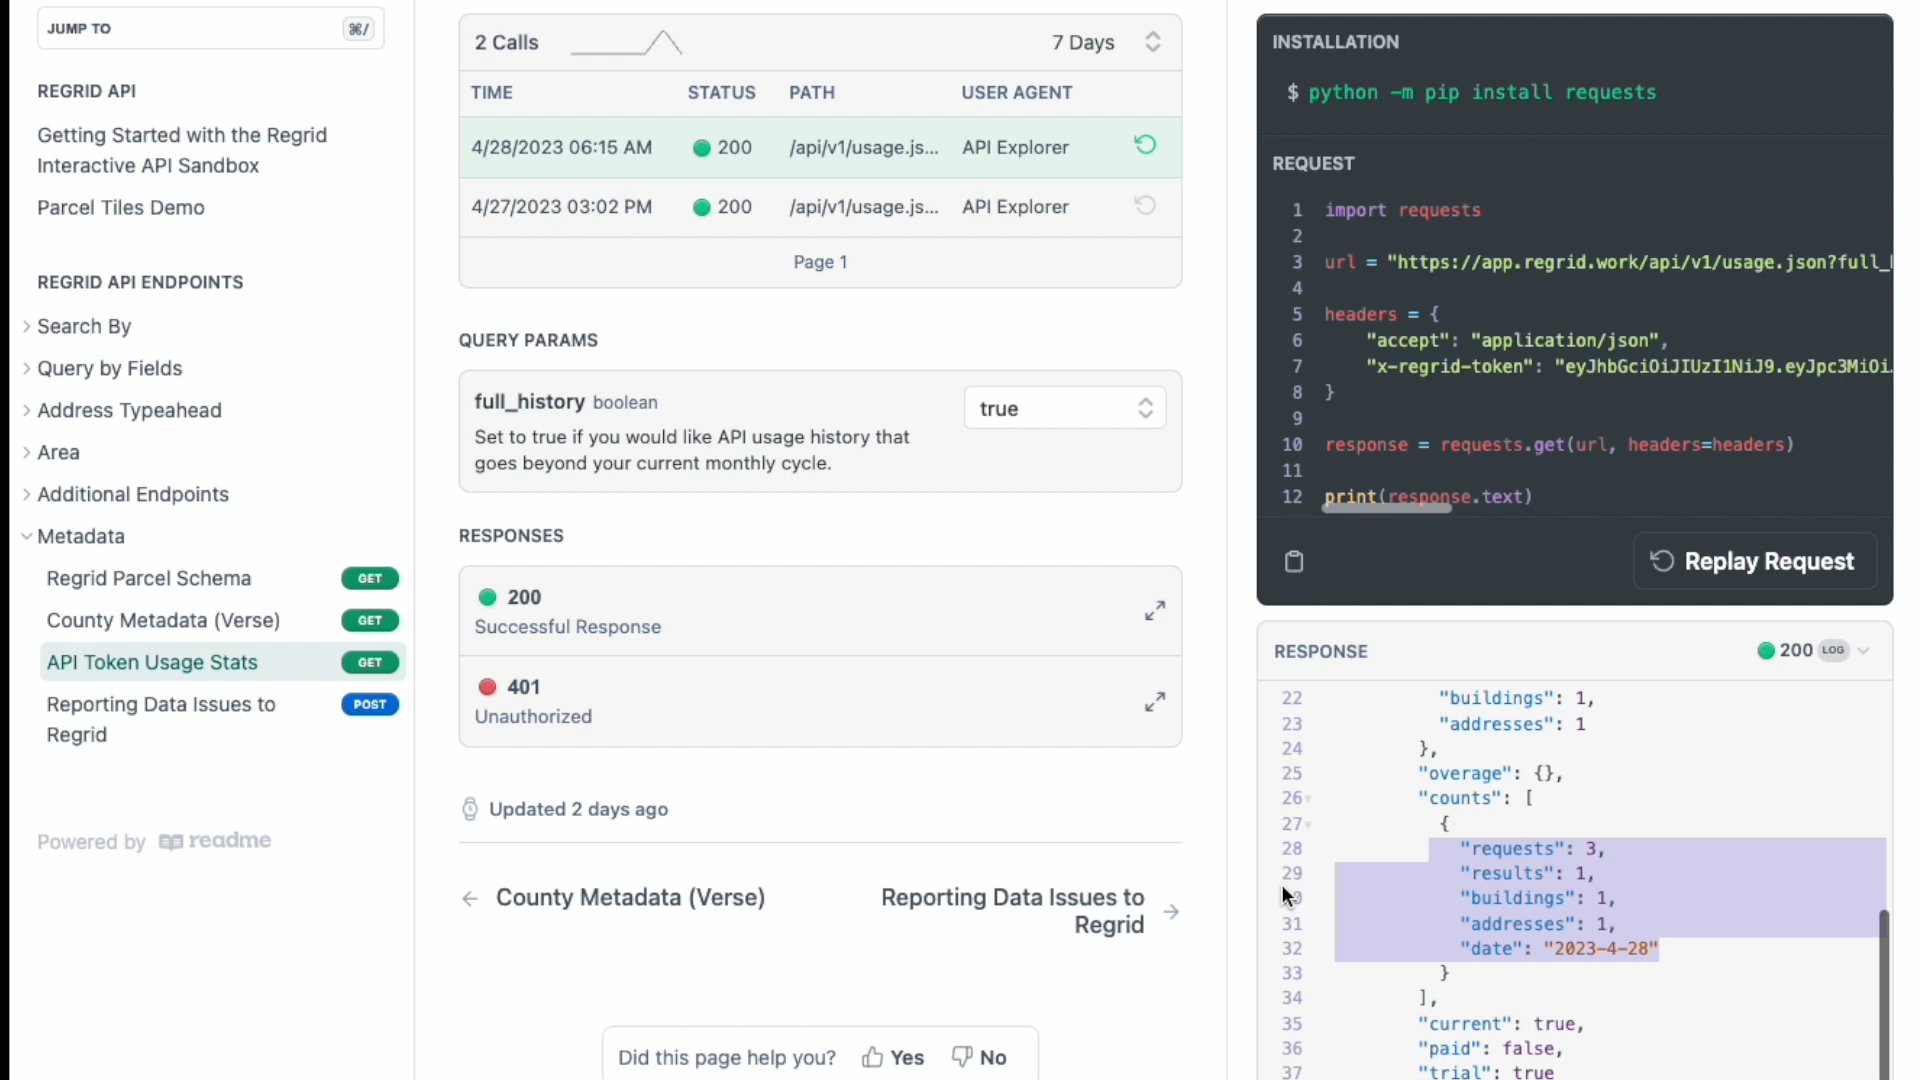 JUMP TO
⌘/
REGRID API
Getting Started with the Regrid
Interactive API Sandbox
Parcel Tiles Demo
REGRID API ENDPOINTS
Search By
Query by Fields
Address Typeahead
Area
Additional Endpoints
Metadata
Regrid Parcel Schema GET
County Metadata (Verse) GET
API Token Usage Stats GET
Reporting Data Issues to
Regrid POST
Powered by readme
2 Calls 7 Days
TIME STATUS PATH USER AGENT
4/28/2023 06:15 AM 200 /api/v1/usage.js... API Explorer
4/27/2023 03:02 PM 200 /api/v1/usage.js... API Explorer
Page 1
QUERY PARAMS
full_history boolean
true
Set to true if you would like API usage history that
goes beyond your current monthly cycle.
RESPONSES
200
Successful Response
401
Unauthorized
Updated 2 days ago
← County Metadata (Verse)
Reporting Data Issues to
Regrid →
Did this page help you? Yes No
INSTALLATION
$ python -m pip install requests
REQUEST
1 import requests
2
3 url = "https://app.regrid.work/api/v1/usage.json?full_
4
5 headers = {
6 "accept": "application/json",
7 "x-regrid-token": "eyJhbGciOiJIUzI1NiJ9.eyJpc3MiOi
8 }
9
10 response = requests.get(url, headers=headers)
11
12 print(response.text)
Replay Request
RESPONSE 200 LOG
22 "buildings": 1,
23 "addresses": 1
24 },
25 "overage": {},
26 "counts": [
27 {
28 "requests": 3,
29 "results": 1,
"buildings": 1,
31 "addresses": 1,
32 "date": "2023-4-28"
33 }
34 ],
35 "current": true,
36 "paid": false,
37 "trial": true